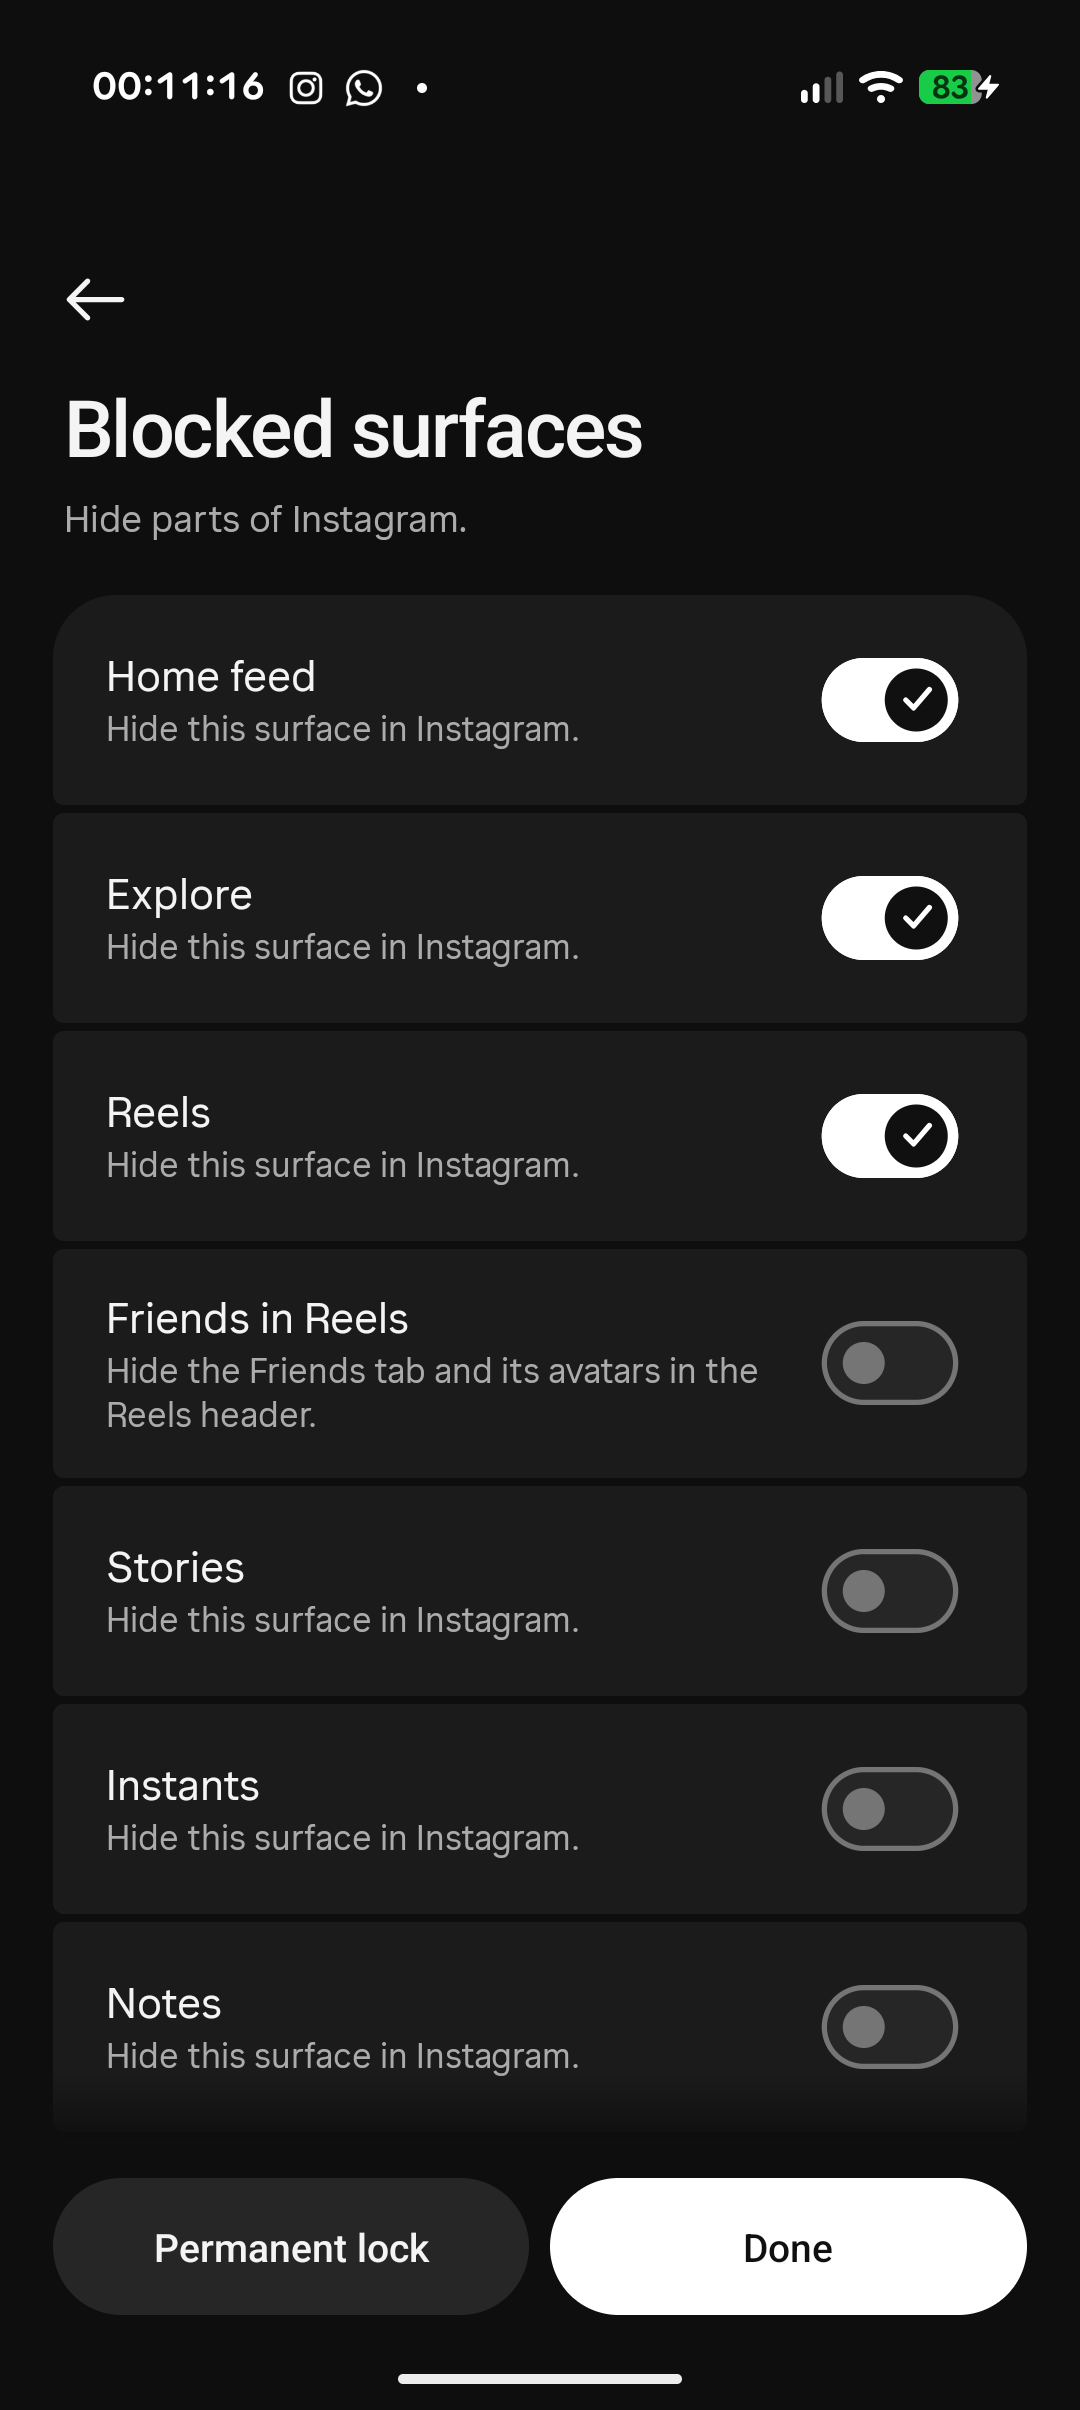 00:11:16
83
Blocked surfaces
Hide parts of Instagram.
Home feed
Hide this surface in Instagram.
Explore
Hide this surface in Instagram.
Reels
Hide this surface in Instagram.
Friends in Reels
Hide the Friends tab and its avatars in the
Reels header.
Stories
Hide this surface in Instagram.
Instants
Hide this surface in Instagram.
Notes
Hide this surface in Instagram.
Permanent lock
Done